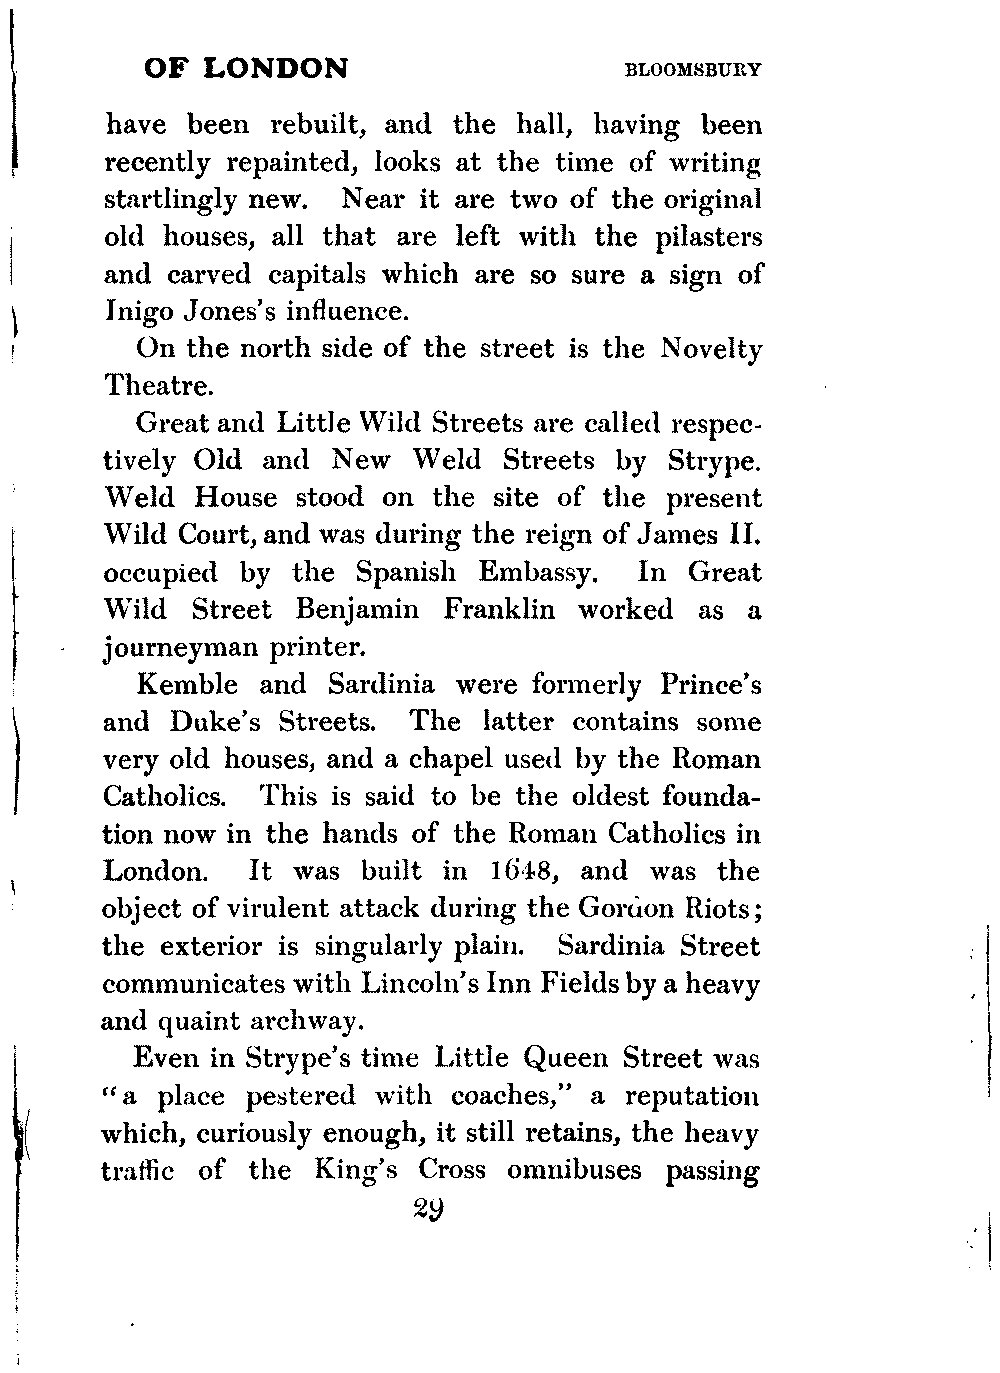 OF LONDON BLOOMSBURY
have been rebuilt, and the hall, having been
recently repainted, looks at the time of writing
startlingly new. Near it are two of the original
old houses, all that are left with the pilasters
and carved capitals which are so sure a sign of
Inigo Jones's influence.
On the north side of the street is the Novelty
Theatre.
Great and Little Wild Streets are called respec-
tively Old and New Weld Streets by Strype.
Weld House stood on the site of the present
Wild Court, and was during the reign of James II.
occupied by the Spanish Embassy. In Great
Wild Street Benjamin Franklin worked as a
journeyman printer.
Kemble and Sardinia were formerly Prince's
and Duke's Streets. The latter contains some
very old houses, and a chapel used by the Roman
Catholics. This is said to be the oldest founda-
tion now in the hands of the Roman Catholics in
London. It was built in 1648, and was the
object of virulent attack during the Gordon Riots;
the exterior is singularly plain. Sardinia Street
communicates with Lincoln's Inn Fields by a heavy
and quaint archway.
Even in Strype's time Little Queen Street was
"a place pestered with coaches," a reputation
which, curiously enough, it still retains, the heavy
traffic of the King's Cross omnibuses passing
29